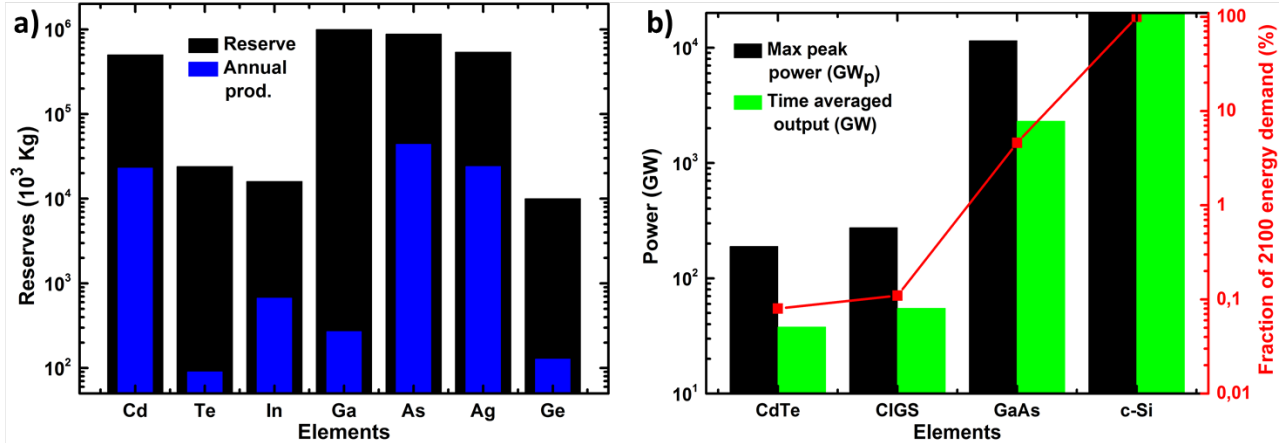 a)
Reserves (10³ Kg)
10⁶
10⁵
10⁴
10³
10²
Reserve
Annual
prod.
Cd Te In Ga As Ag Ge
Elements
b)
Power (GW)
10⁴
10³
10²
10¹
Max peak
power (GWₚ)
Time averaged
output (GW)
CdTe CIGS GaAs c-Si
Elements
100
10
1
0,1
0,01
Fraction of 2100 energy demand (%)